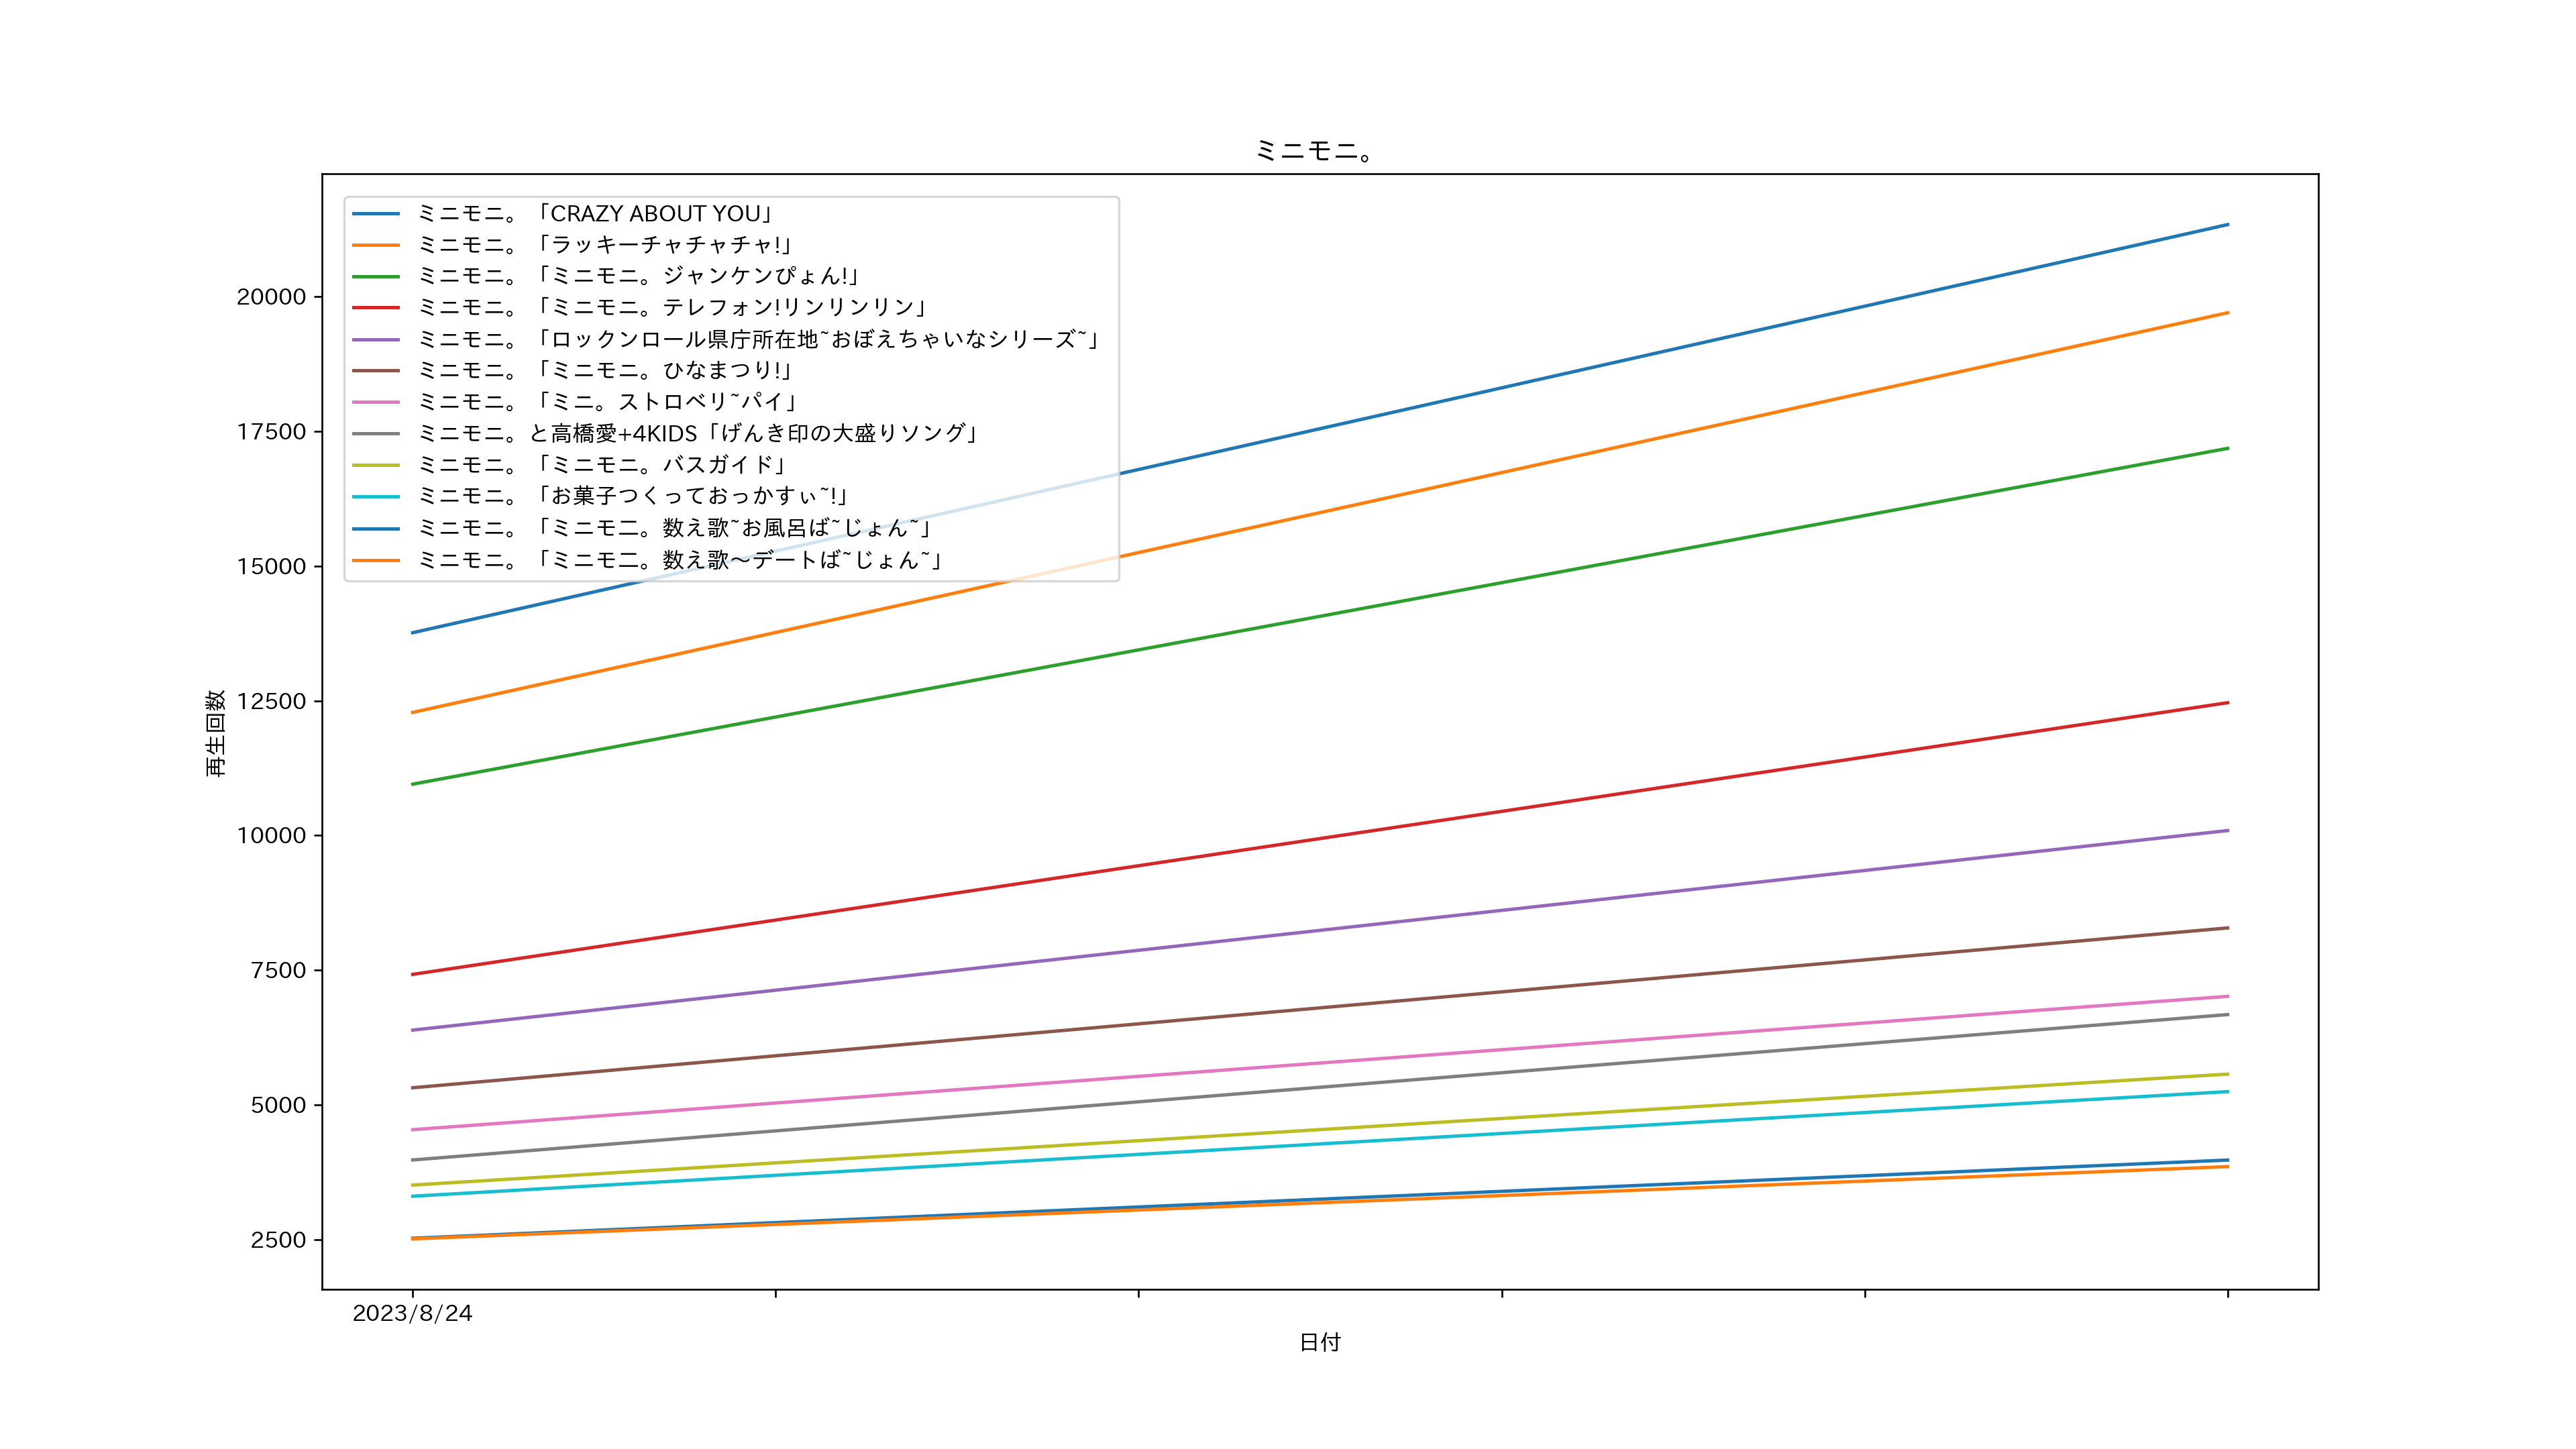 ミニモニ。
ミニモニ。「CRAZY ABOUT YOU」
ミニモニ。「ラッキーチャチャチャ!」
ミニモニ。「ミニモニ。ジャンケンぴょん!」
ミニモニ。「ミニモニ。テレフォン!リンリンリン」
ミニモニ。「ロックンロール県庁所在地~おぼえちゃいなシリーズ~」
ミニモニ。「ミニモニ。ひなまつり!」
ミニモニ。「ミニ。ストロベリ~パイ」
ミニモニ。と高橋愛+4KIDS「げんき印の大盛りソング」
ミニモニ。「ミニモニ。バスガイド」
ミニモニ。「お菓子つくっておっかすぃ~!」
ミニモニ。「ミニモニ。数え歌~お風呂ば~じょん~」
ミニモニ。「ミニモニ。数え歌～デートば~じょん~」
20000
17500
15000
12500
10000
7500
5000
2500
再生回数
2023/8/24
日付